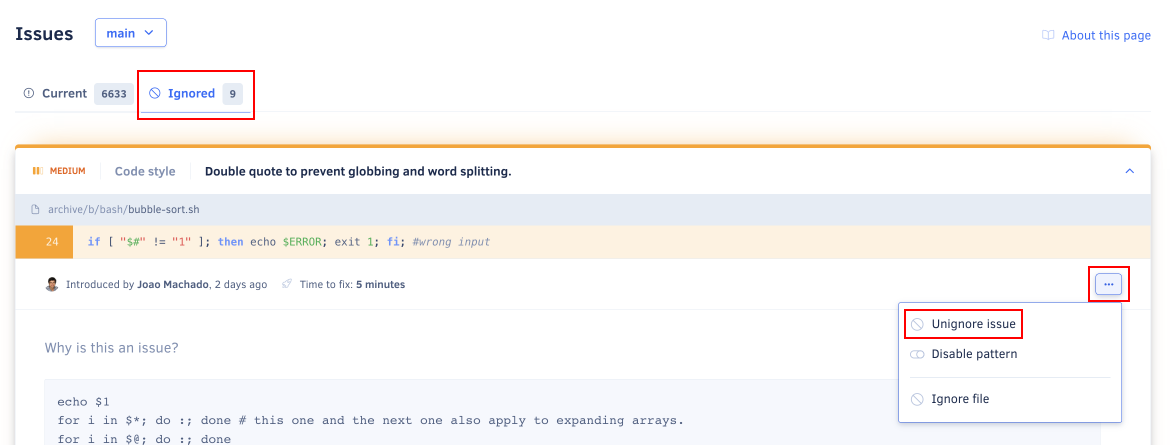 Issues main About this page
Current 6633 Ignored 9
MEDIUM Code style Double quote to prevent globbing and word splitting.
archive/b/bash/bubble-sort.sh
24 if [ "$#" != "1" ]; then echo $ERROR; exit 1; fi; #wrong input
Introduced by Joao Machado, 2 days ago Time to fix: 5 minutes ...
Unignore issue
Disable pattern
Ignore file
Why is this an issue?
echo $1
for i in $*; do :; done # this one and the next one also apply to expanding arrays.
for i in $@; do :; done